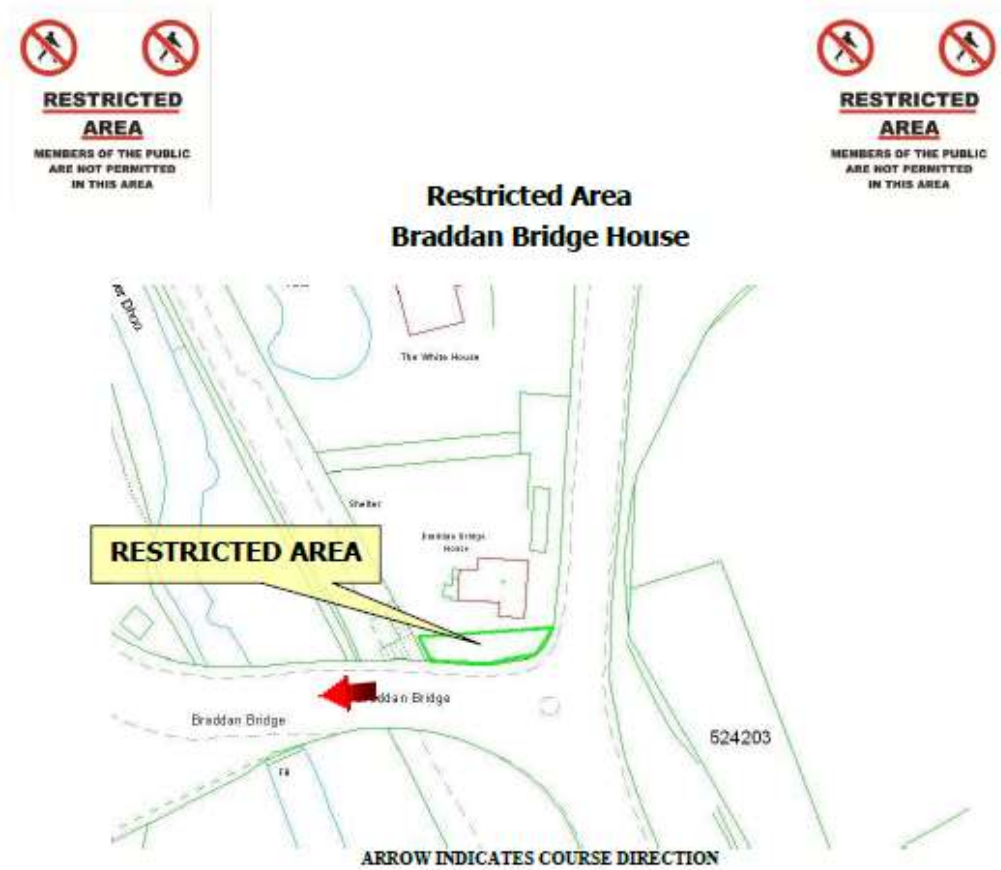 RESTRICTED
AREA
MEMBERS OF THE PUBLIC
ARE NOT PERMITTED
IN THIS AREA
RESTRICTED
AREA
MEMBERS OF THE PUBLIC
ARE NOT PERMITTED
IN THIS AREA
Restricted Area
Braddan Bridge House
Dhoo
The White House
Shelter
Braddan Bridge
House
RESTRICTED AREA
Braddan Bridge
Braddan Bridge
524203
ARROW INDICATES COURSE DIRECTION